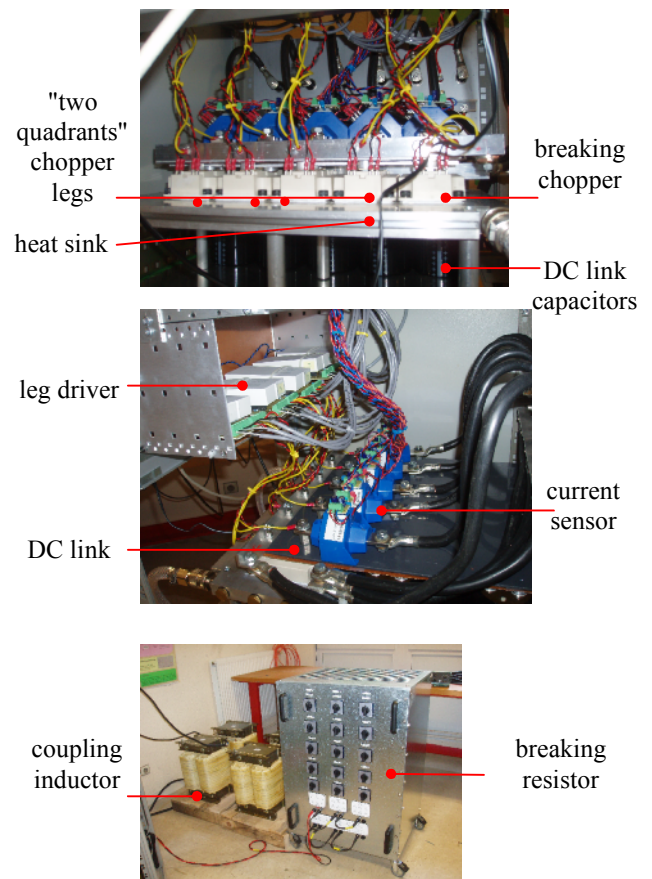 "two
quadrants"
chopper
legs
breaking
chopper
heat sink
DC link
capacitors
leg driver
current
sensor
DC link
coupling
inductor
breaking
resistor